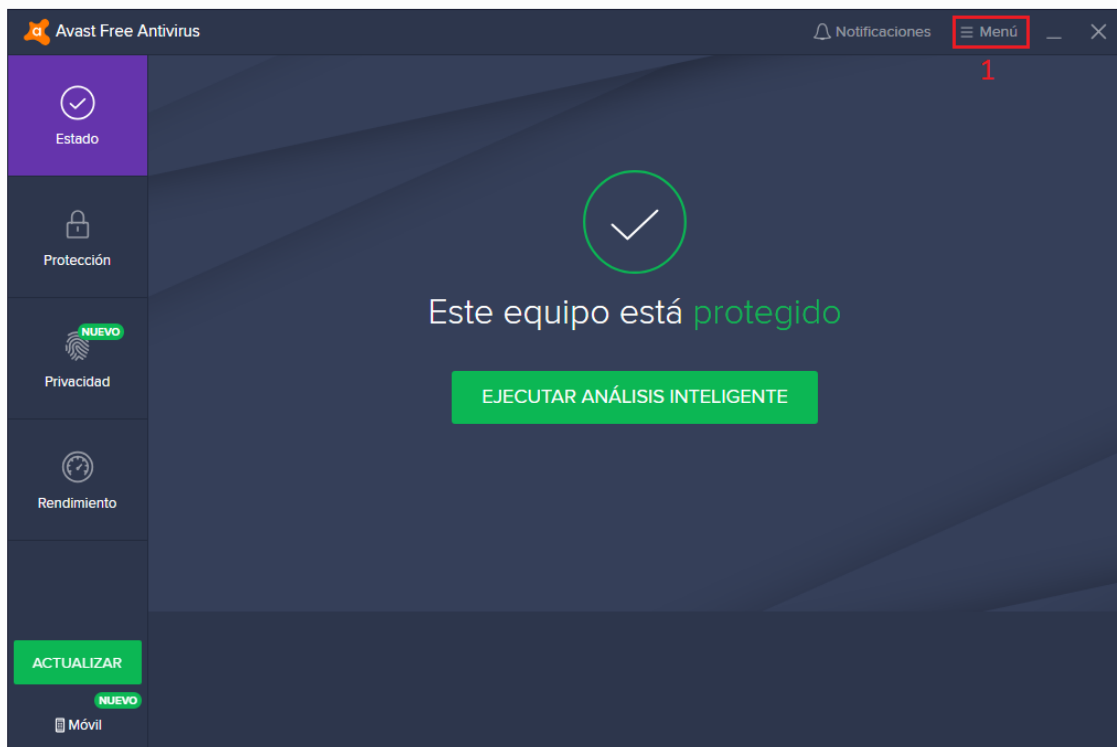 Avast Free Antivirus
Notificaciones
Menú
1
Estado
Protección
NUEVO
Privacidad
Rendimiento
Este equipo está protegido
EJECUTAR ANÁLISIS INTELIGENTE
ACTUALIZAR
NUEVO
Móvil